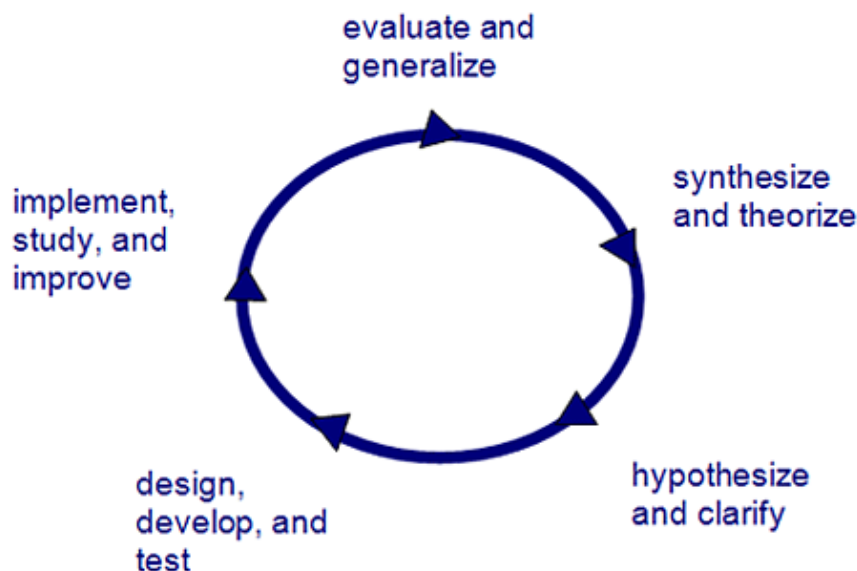 evaluate and
generalize
synthesize
and theorize
hypothesize
and clarify
design,
develop, and
test
implement,
study, and
improve